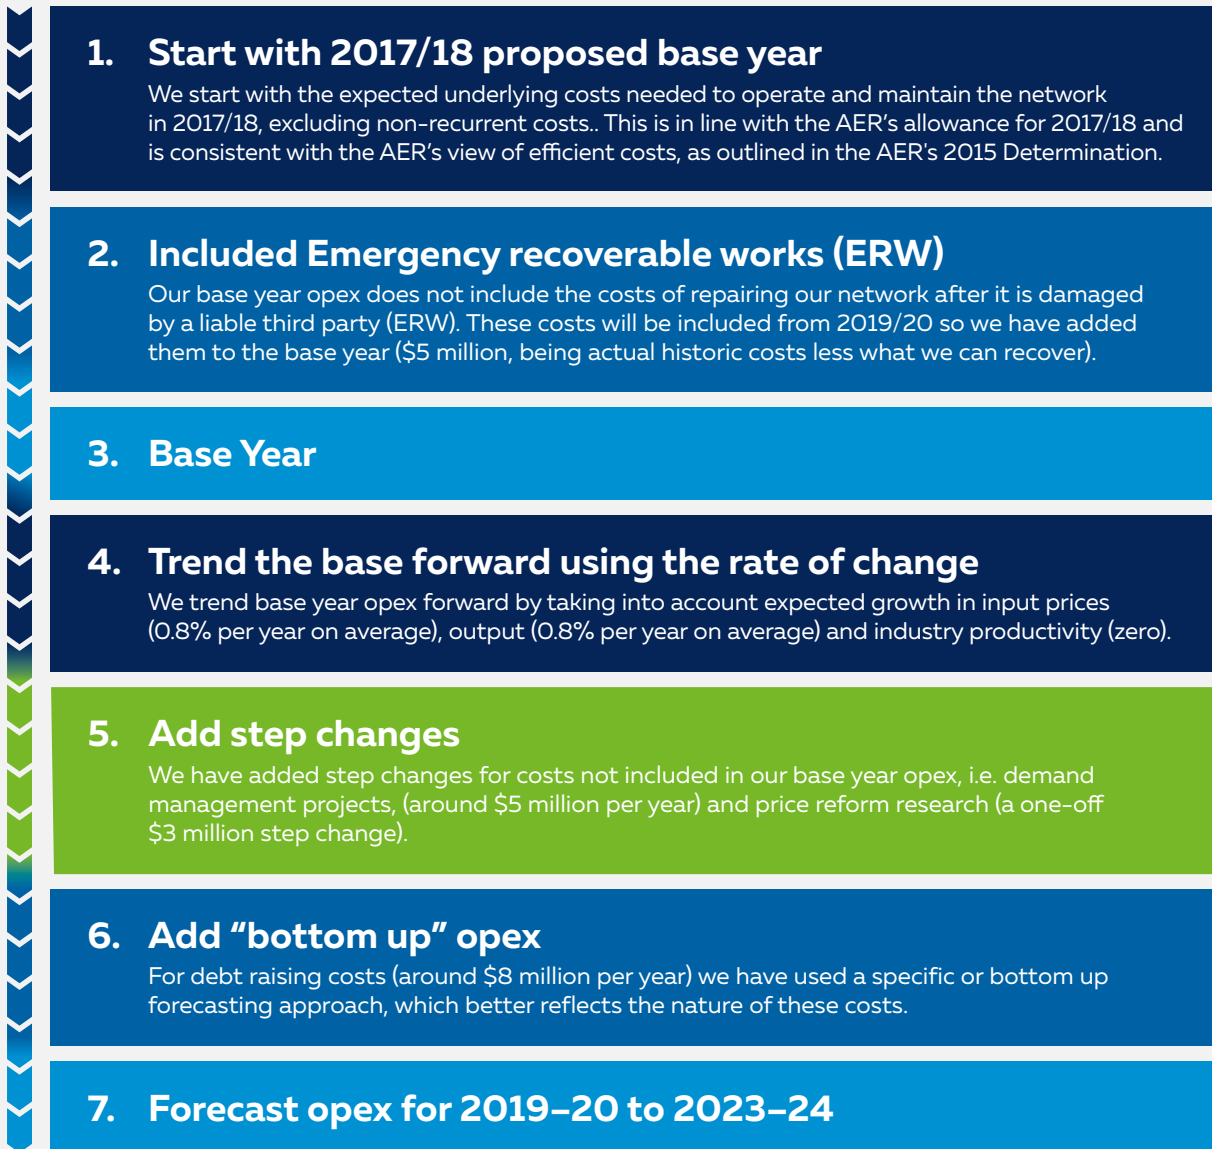 1. Start with 2017/18 proposed base year
We start with the expected underlying costs needed to operate and maintain the network
in 2017/18, excluding non-recurrent costs.. This is in line with the AER’s allowance for 2017/18 and
is consistent with the AER’s view of efficient costs, as outlined in the AER's 2015 Determination.
2. Included Emergency recoverable works (ERW)
Our base year opex does not include the costs of repairing our network after it is damaged
by a liable third party (ERW). These costs will be included from 2019/20 so we have added
them to the base year ($5 million, being actual historic costs less what we can recover).
3. Base Year
4. Trend the base forward using the rate of change
We trend base year opex forward by taking into account expected growth in input prices
(0.8% per year on average), output (0.8% per year on average) and industry productivity (zero).
5. Add step changes
We have added step changes for costs not included in our base year opex, i.e. demand
management projects, (around $5 million per year) and price reform research (a one-off
$3 million step change).
6. Add “bottom up” opex
For debt raising costs (around $8 million per year) we have used a specific or bottom up
forecasting approach, which better reflects the nature of these costs.
7. Forecast opex for 2019–20 to 2023–24